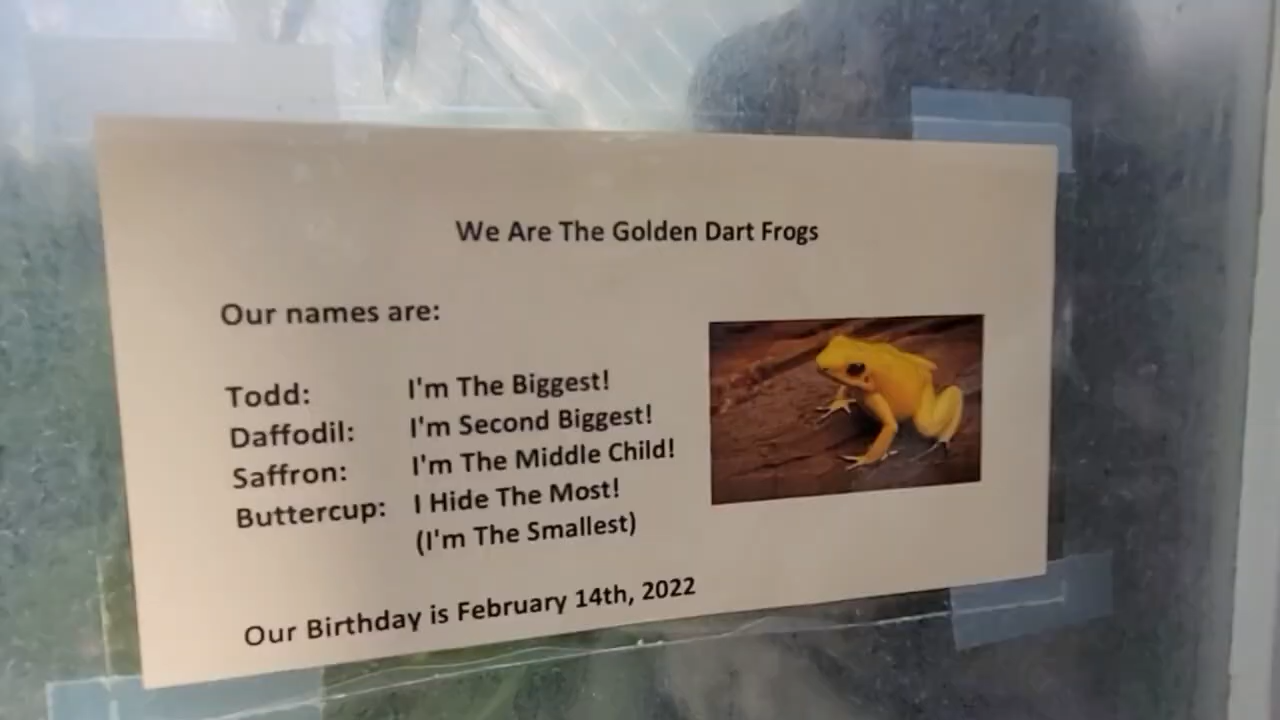 We Are The Golden Dart Frogs
Our names are:
Todd: I'm The Biggest!
Daffodil: I'm Second Biggest!
Saffron: I'm The Middle Child!
Buttercup: I Hide The Most!
(I'm The Smallest)
Our Birthday is February 14th, 2022